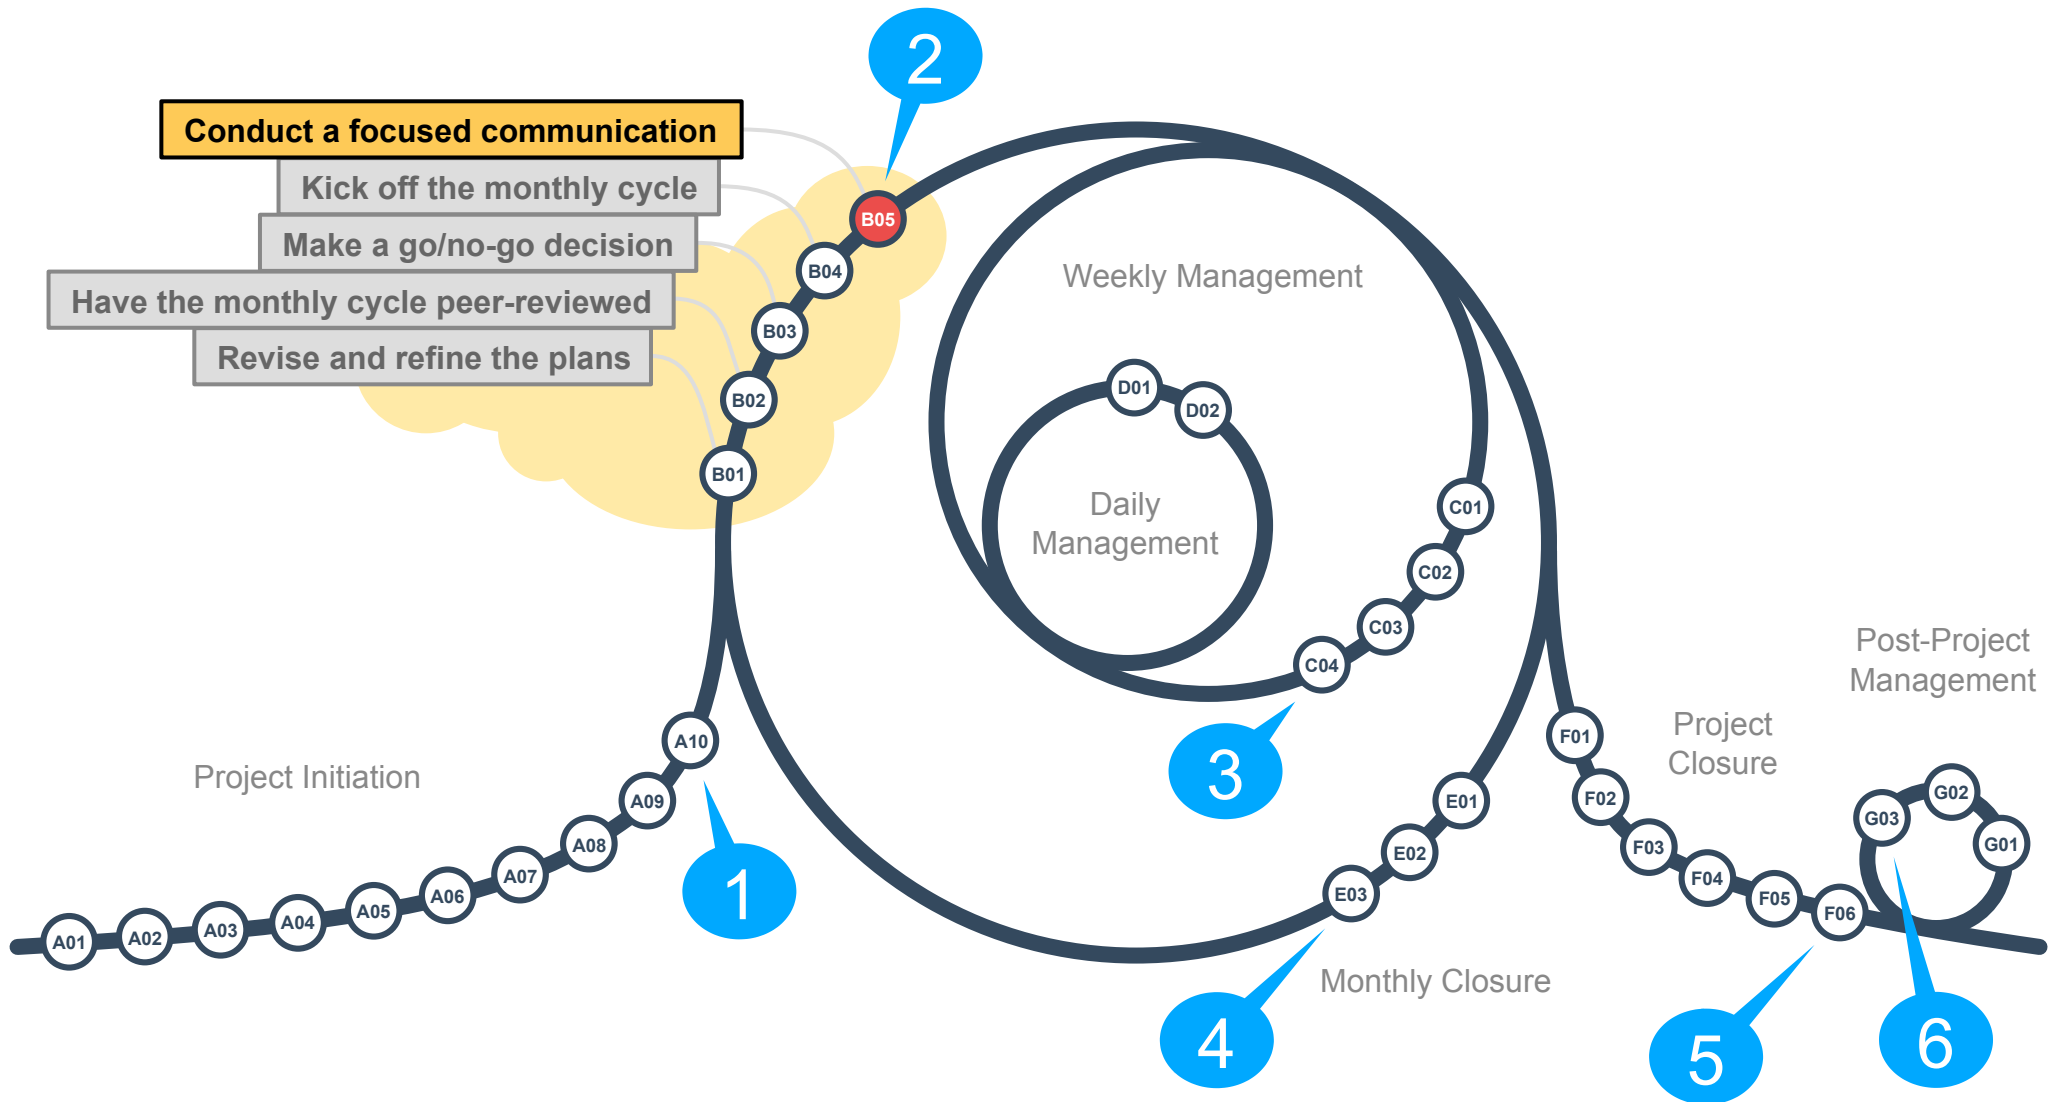 2
Conduct a focused communication
Kick off the monthly cycle
Make a go/no-go decision
Have the monthly cycle peer-reviewed
Revise and refine the plans
B05
B04
B03
B02
B01
Weekly Management
D01
D02
Daily
Management
C01
C02
C03
C04
3
Project Initiation
A01
A02
A03
A04
A05
A06
A07
A08
A09
A10
1
E01
E02
E03
4
Monthly Closure
Project
Closure
F01
F02
F03
F04
F05
F06
5
Post-Project
Management
G03
G02
G01
6